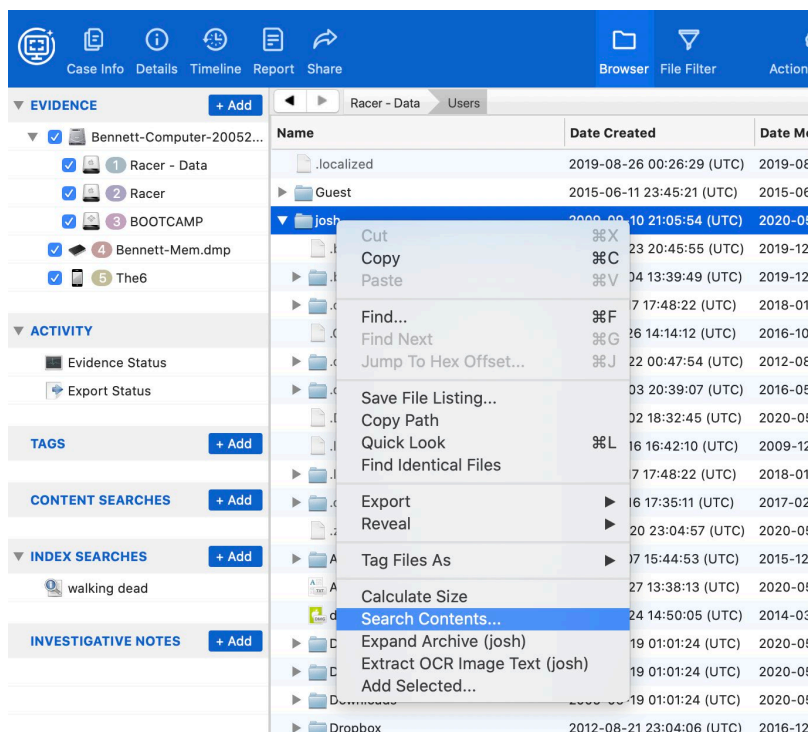 Case Info Details Timeline Report Share Browser File Filter Action
EVIDENCE + Add
Bennett-Computer-20052...
1 Racer - Data
2 Racer
3 BOOTCAMP
4 Bennett-Mem.dmp
5 The6
ACTIVITY
Evidence Status
Export Status
TAGS + Add
CONTENT SEARCHES + Add
INDEX SEARCHES + Add
walking dead
INVESTIGATIVE NOTES + Add
Racer - Data Users
Name Date Created Date Mo
.localized 2019-08-26 00:26:29 (UTC) 2019-08
Guest 2015-06-11 23:45:21 (UTC) 2015-06
josh 10 21:05:54 (UTC) 2020-05
23 20:45:55 (UTC) 2019-12
04 13:39:49 (UTC) 2019-12
7 17:48:22 (UTC) 2018-01
26 14:14:12 (UTC) 2016-10
22 00:47:54 (UTC) 2012-08
03 20:39:07 (UTC) 2016-05
02 18:32:45 (UTC) 2020-05
16 16:42:10 (UTC) 2009-12
7 17:48:22 (UTC) 2018-01
16 17:35:11 (UTC) 2017-02
20 23:04:57 (UTC) 2020-05
07 15:44:53 (UTC) 2015-12
27 13:38:13 (UTC) 2020-05
24 14:50:05 (UTC) 2014-03
19 01:01:24 (UTC) 2020-05
19 01:01:24 (UTC) 2020-05
19 01:01:24 (UTC) 2020-05
Dropbox 2012-08-21 23:04:06 (UTC) 2016-12
Cut ⌘X
Copy ⌘C
Paste ⌘V
Find... ⌘F
Find Next ⌘G
Jump To Hex Offset... ⌘J
Save File Listing...
Copy Path
Quick Look ⌘L
Find Identical Files
Export
Reveal
Tag Files As
Calculate Size
Search Contents...
Expand Archive (josh)
Extract OCR Image Text (josh)
Add Selected...